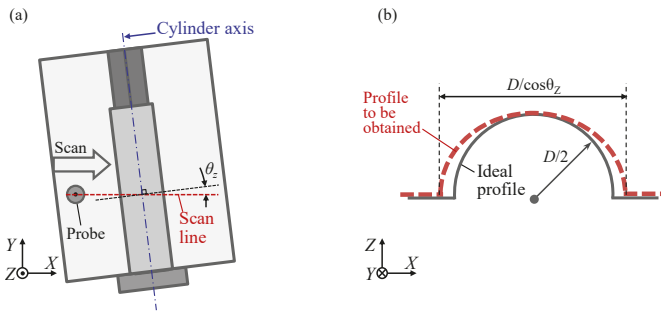 (a)
Cylinder axis
Scan
θz
Probe
Scan
line
Y
Z
X
(b)
D/cosθZ
Profile
to be
obtained
D/2
Ideal
profile
Z
Y
X